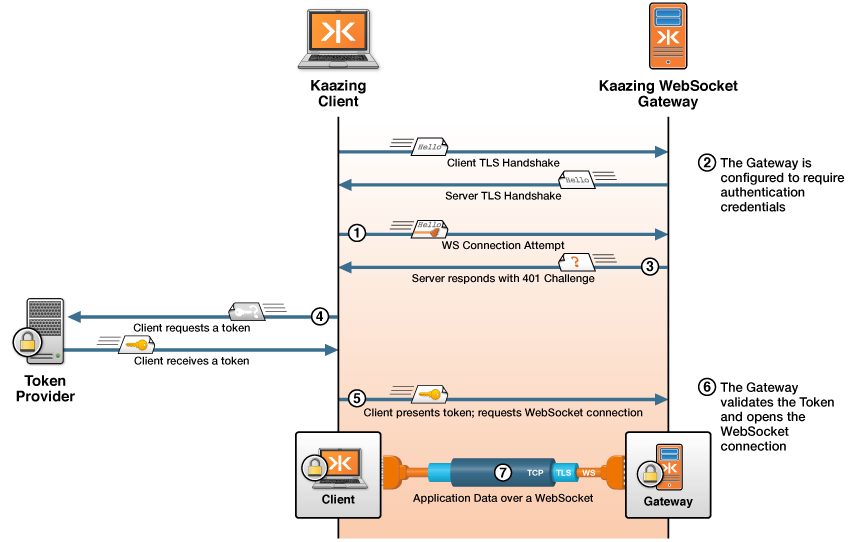 Kaazing
Client
Kaazing WebSocket
Gateway
Hello
Client TLS Handshake
Hello
Server TLS Handshake
2 The Gateway is
configured to require
authentication
credentials
1
Hello
WS Connection Attempt
?
3
Server responds with 401 Challenge
4
?
Client requests a token
Client receives a token
Token
Provider
5
Client presents token; requests WebSocket connection
6 The Gateway
validates the Token
and opens the
WebSocket
connection
7 TCP TLS WS
Client
Application Data over a WebSocket
Gateway